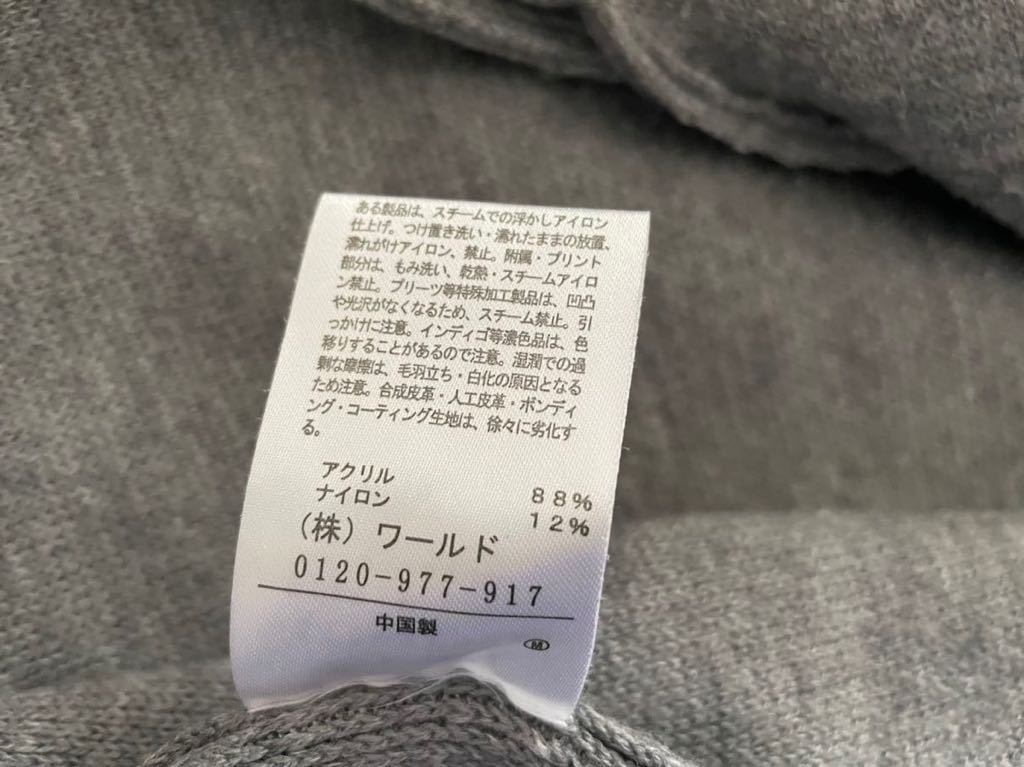 ある製品は、スチームでの浮かしアイロン
仕上げ。つけ置き洗い・濡れたままの放置、
濡れがけアイロン、禁止。附属・プリント
部分は、もみ洗い、乾熱・スチームアイロ
ン禁止。プリーツ等特殊加工製品は、凹凸
や光沢がなくなるため、スチーム禁止。引
っかけに注意。インディゴ等濃色品は、色
移りすることがあるので注意。湿潤での過
剰な摩擦は、毛羽立ち・白化の原因となる
ため注意。合成皮革・人工皮革・ボンディ
ング・コーティング生地は、徐々に劣化す
る。
アクリル 88%
ナイロン 12%
(株)ワールド
0120-977-917
中国製
M